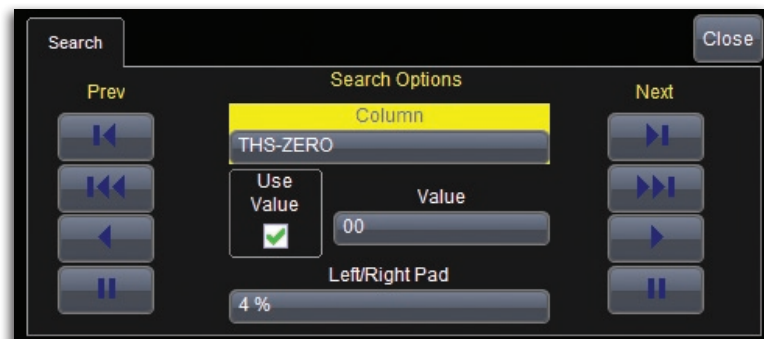 Search
Close
Prev
Search Options
Next
Column
THS-ZERO
Use
Value
Value
00
Left/Right Pad
4 %